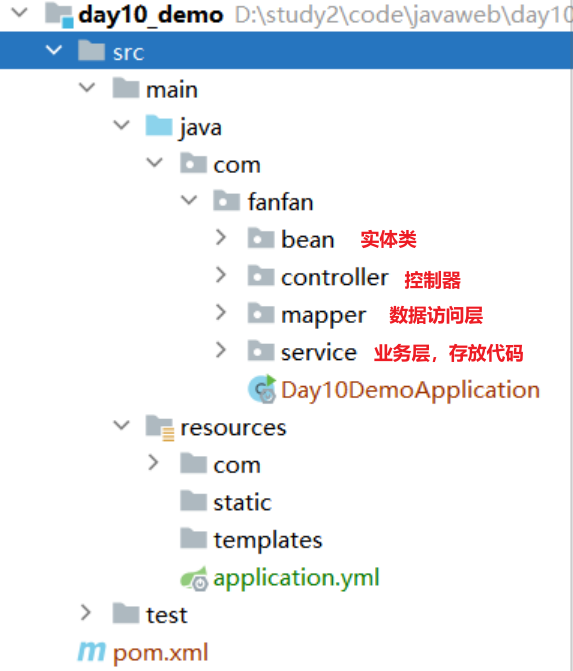 day10_demo D:\study2\code\javaweb\day10
src
main
java
com
fanfan
bean 实体类
controller 控制器
mapper 数据访问层
service 业务层，存放代码
Day10DemoApplication
resources
com
static
templates
application.yml
test
pom.xml